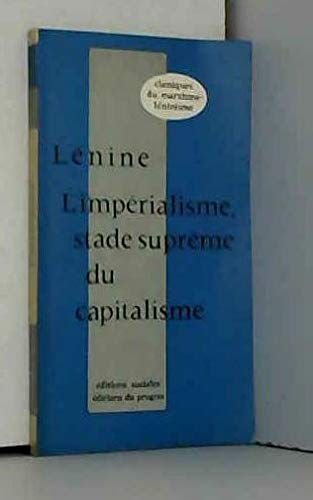 classiques
du marxisme-
léninisme
Lénine
L'impérialisme,
stade suprême
du
capitalisme
éditions sociales
éditions du progrès